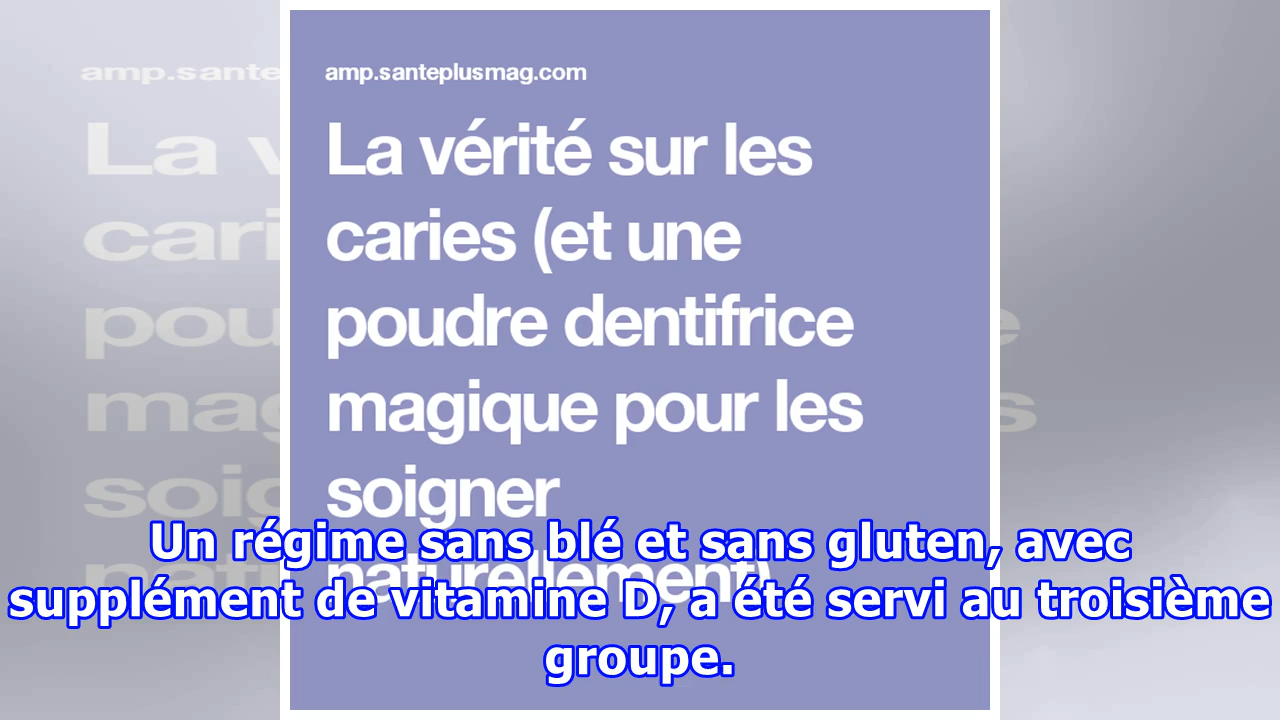 amp.santeplusmag.com
La vérité sur les
caries (et une
poudre dentifrice
magique pour les
soigner
naturellement)
Un régime sans blé et sans gluten, avec
supplément de vitamine D, a été servi au troisième
groupe.